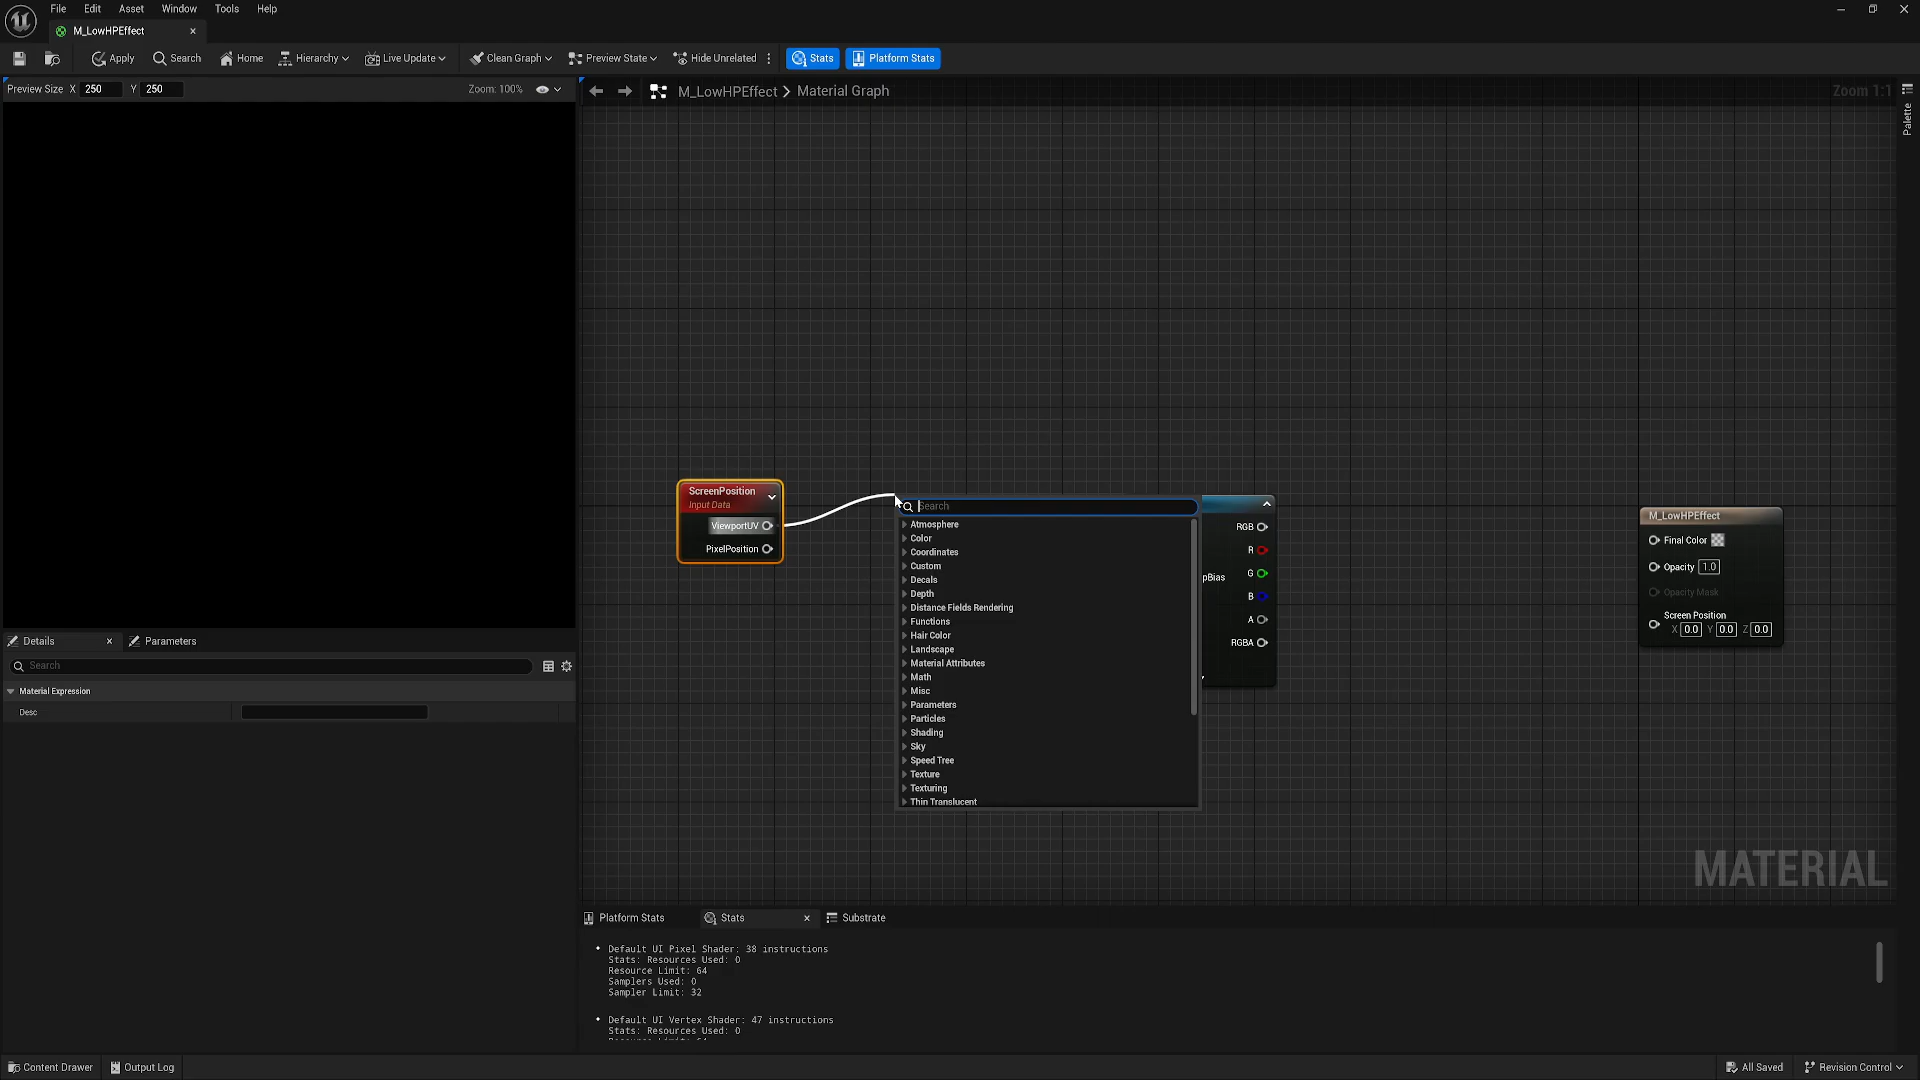 File Edit Asset Window Tools Help
M_LowHPEffect
Apply Search Home Hierarchy Live Update Clean Graph Preview State Hide Unrelated Stats Platform Stats
Preview Size X 250 Y 250 Zoom: 100%
M_LowHPEffect > Material Graph
Zoom 1:1
Palette
ScreenPosition
Input Data
ViewportUV
PixelPosition
Search
Atmosphere
Color
Coordinates
Custom
Decals
Depth
Distance Fields Rendering
Functions
Hair Color
Landscape
Material Attributes
Math
Misc
Parameters
Particles
Shading
Sky
Speed Tree
Texture
Texturing
Thin Translucent
RGB
R
pBias G
B
A
RGBA
M_LowHPEffect
Final Color
Opacity 1.0
Opacity Mask
Screen Position
X 0.0 Y 0.0 Z 0.0
MATERIAL
Details Parameters
Search
Material Expression
Desc
Platform Stats Stats Substrate
Default UI Pixel Shader: 38 instructions
Stats: Resources Used: 0
Resource Limit: 64
Samplers Used: 0
Sampler Limit: 32
Default UI Vertex Shader: 47 instructions
Stats: Resources Used: 0
Content Drawer Output Log All Saved Revision Control